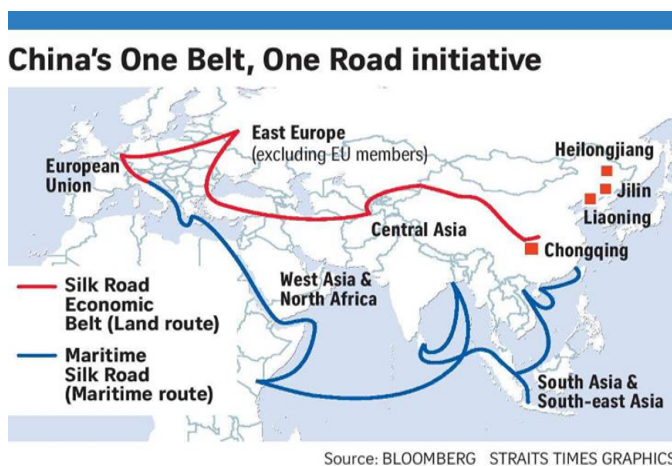 China's One Belt, One Road initiative
East Europe
(excluding EU members)
European
Union
Heilongjiang
Jilin
Liaoning
Central Asia
Chongqing
West Asia &
North Africa
Silk Road
Economic
Belt (Land route)
Maritime
Silk Road
(Maritime route)
South Asia &
South-east Asia
Source: BLOOMBERG STRAITS TIMES GRAPHICS